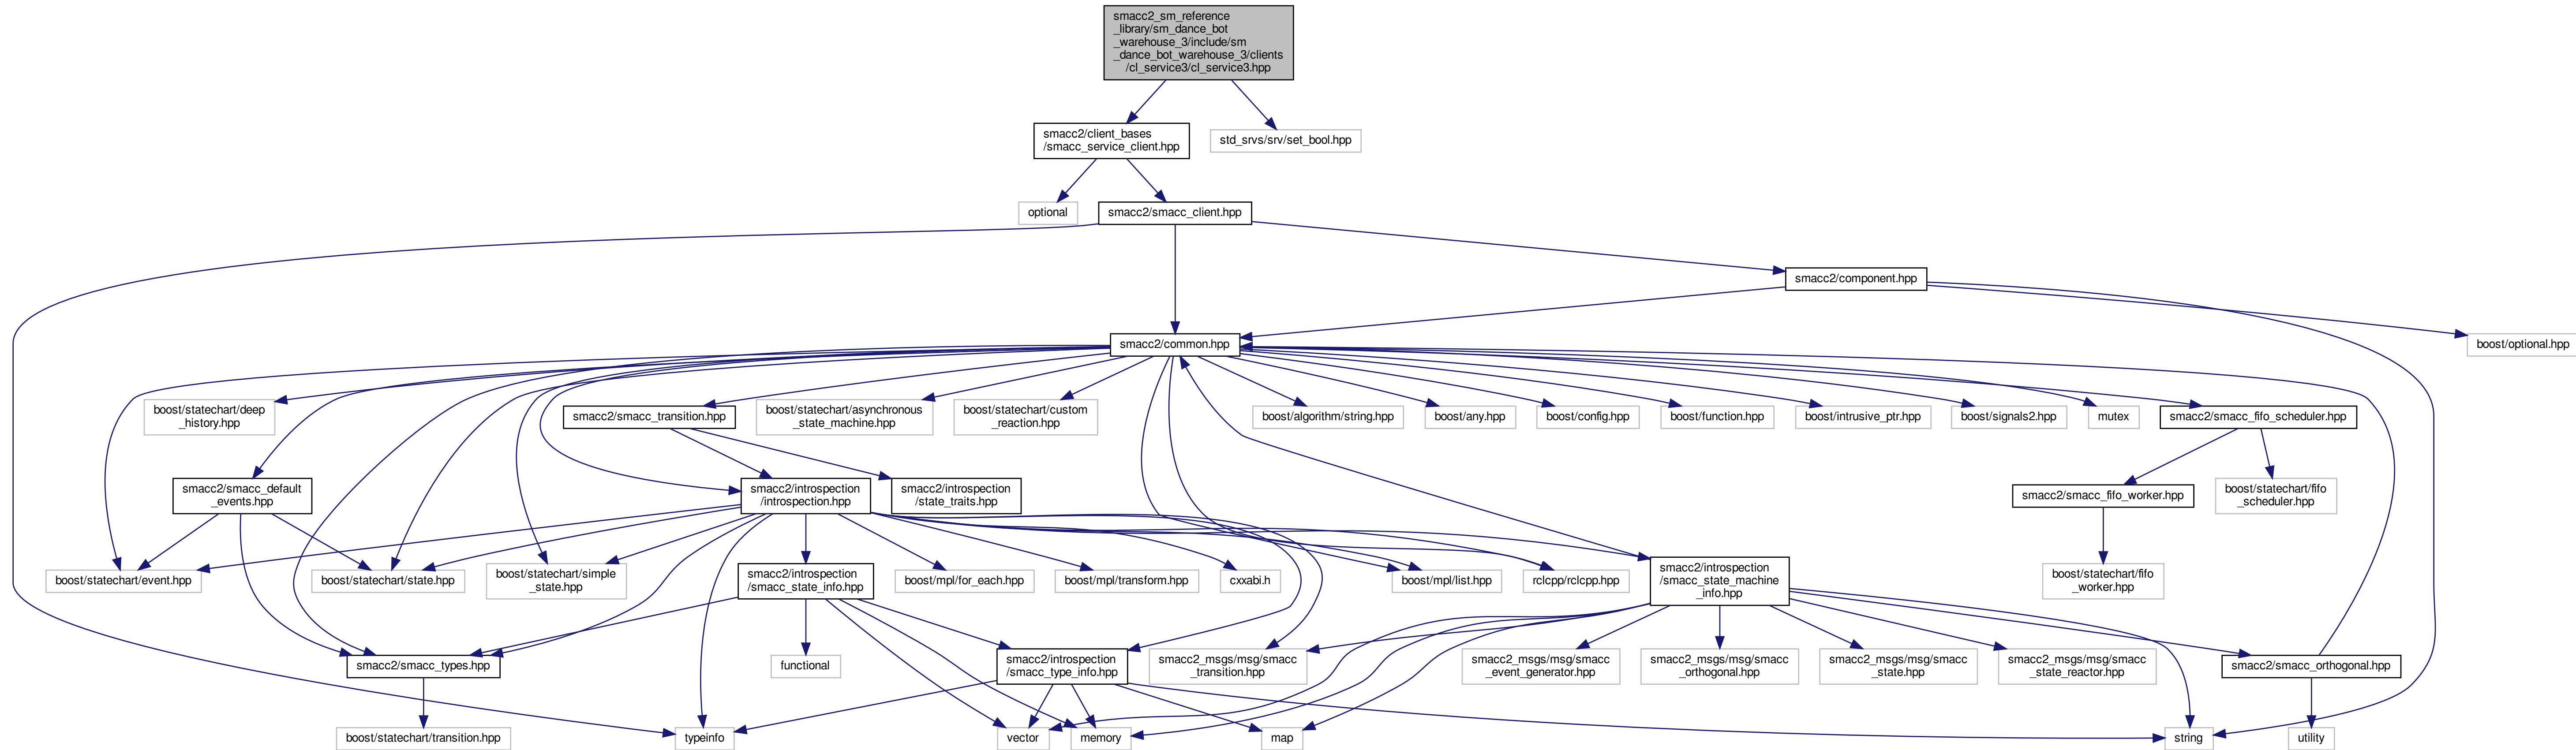 smacc2_sm_reference
_library/sm_dance_bot
_warehouse_3/include/sm
_dance_bot_warehouse_3/clients
/cl_service3/cl_service3.hpp
smacc2/client_bases
/smacc_service_client.hpp
std_srvs/srv/set_bool.hpp
optional
smacc2/smacc_client.hpp
smacc2/component.hpp
smacc2/common.hpp
boost/optional.hpp
boost/statechart/deep
_history.hpp
smacc2/smacc_transition.hpp
boost/statechart/asynchronous
_state_machine.hpp
boost/statechart/custom
_reaction.hpp
boost/algorithm/string.hpp
boost/any.hpp
boost/config.hpp
boost/function.hpp
boost/intrusive_ptr.hpp
boost/signals2.hpp
mutex
smacc2/smacc_fifo_scheduler.hpp
smacc2/smacc_default
_events.hpp
smacc2/introspection
/introspection.hpp
smacc2/introspection
/state_traits.hpp
smacc2/smacc_fifo_worker.hpp
boost/statechart/fifo
_scheduler.hpp
boost/statechart/event.hpp
boost/statechart/state.hpp
boost/statechart/simple
_state.hpp
smacc2/introspection
/smacc_state_info.hpp
boost/mpl/for_each.hpp
boost/mpl/transform.hpp
cxxabi.h
boost/mpl/list.hpp
rclcpp/rclcpp.hpp
smacc2/introspection
/smacc_state_machine
_info.hpp
boost/statechart/fifo
_worker.hpp
smacc2/smacc_types.hpp
functional
smacc2/introspection
/smacc_type_info.hpp
smacc2_msgs/msg/smacc
_transition.hpp
smacc2_msgs/msg/smacc
_event_generator.hpp
smacc2_msgs/msg/smacc
_orthogonal.hpp
smacc2_msgs/msg/smacc
_state.hpp
smacc2_msgs/msg/smacc
_state_reactor.hpp
smacc2/smacc_orthogonal.hpp
boost/statechart/transition.hpp
typeinfo
vector
memory
map
string
utility